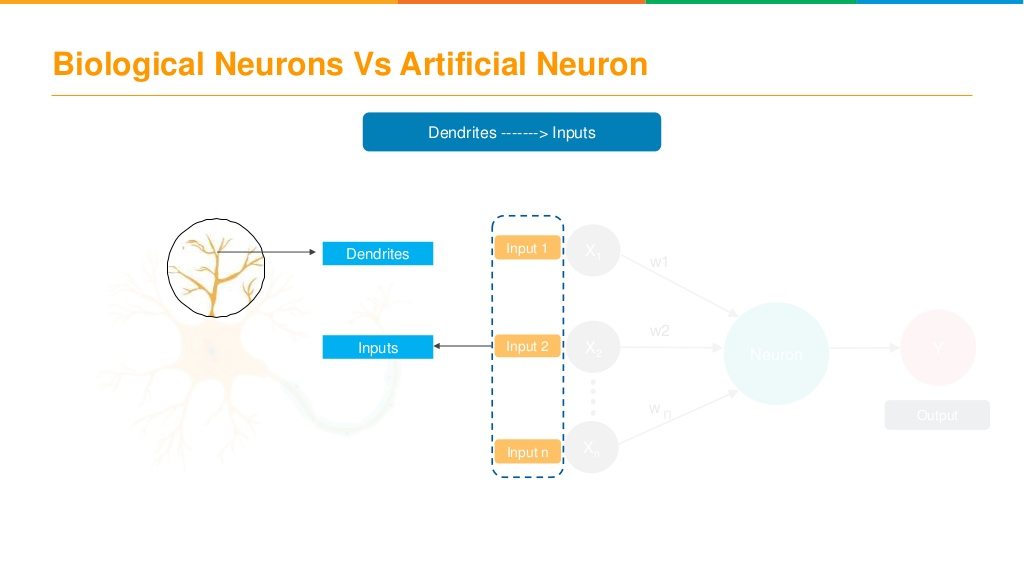 Biological Neurons Vs Artificial Neuron
Dendrites -------> Inputs
Dendrites
Inputs
Input 1
Input 2
Input n
X1
X2
Xn
w1
w2
w n
Neuron
Y
Output